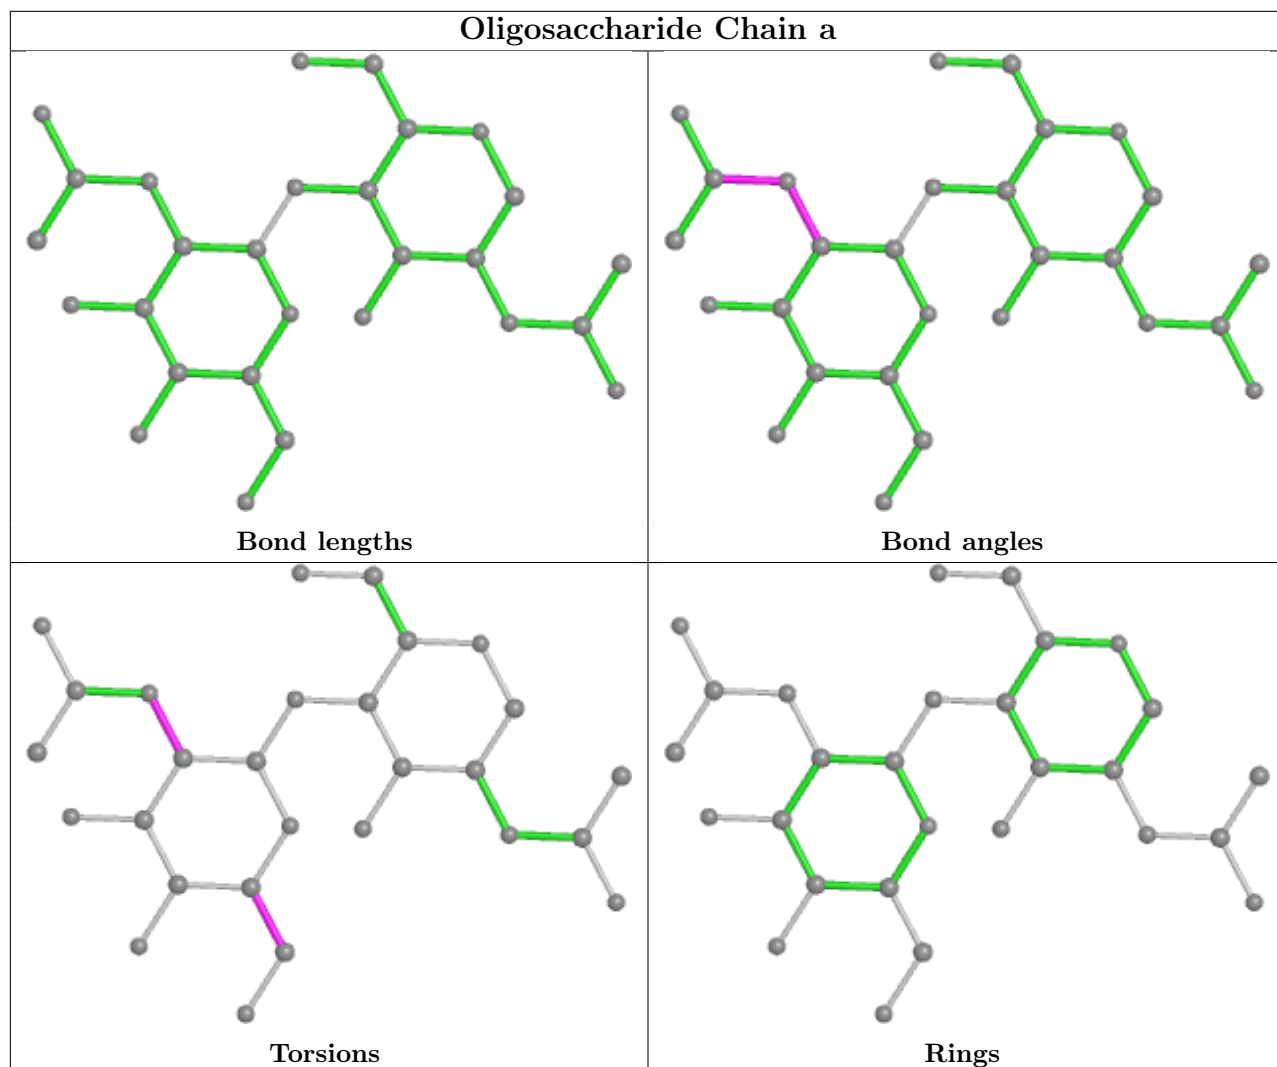 Oligosaccharide Chain a
Bond lengths
Bond angles
Torsions
Rings